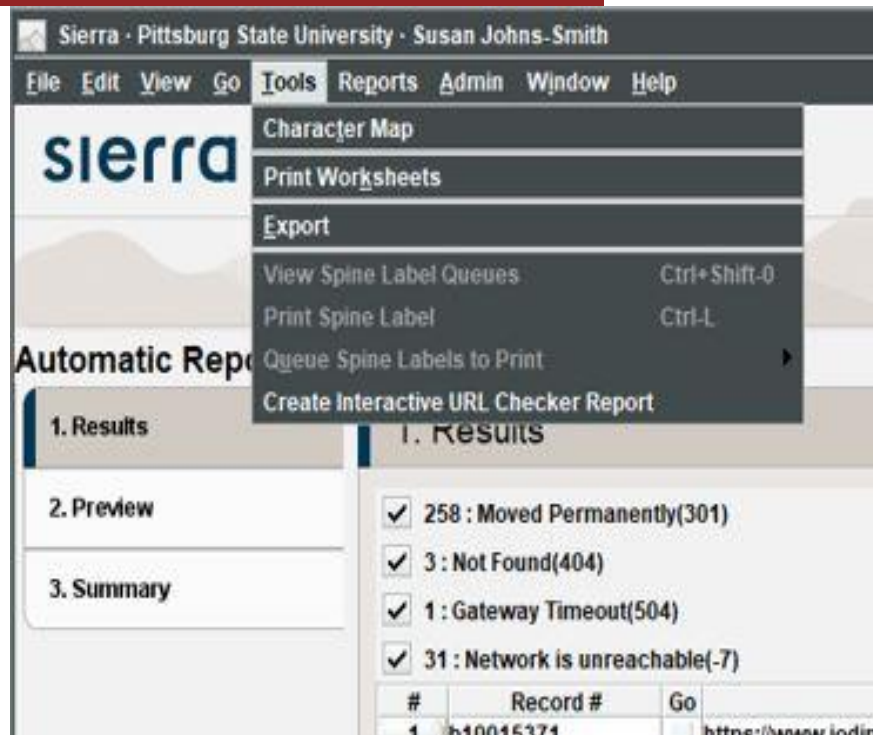 Sierra · Pittsburg State University · Susan Johns-Smith
File Edit View Go Tools Reports Admin Window Help
sierra
Character Map
Print Worksheets
Export
View Spine Label Queues Ctrl+Shift-0
Print Spine Label Ctrl-L
Queue Spine Labels to Print
Create Interactive URL Checker Report
Automatic
1. Results
2. Preview
3. Summary
1. Results
258 : Moved Permanently(301)
3 : Not Found(404)
1 : Gateway Timeout(504)
31 : Network is unreachable(-7)
# Record # Go
1 b10015371